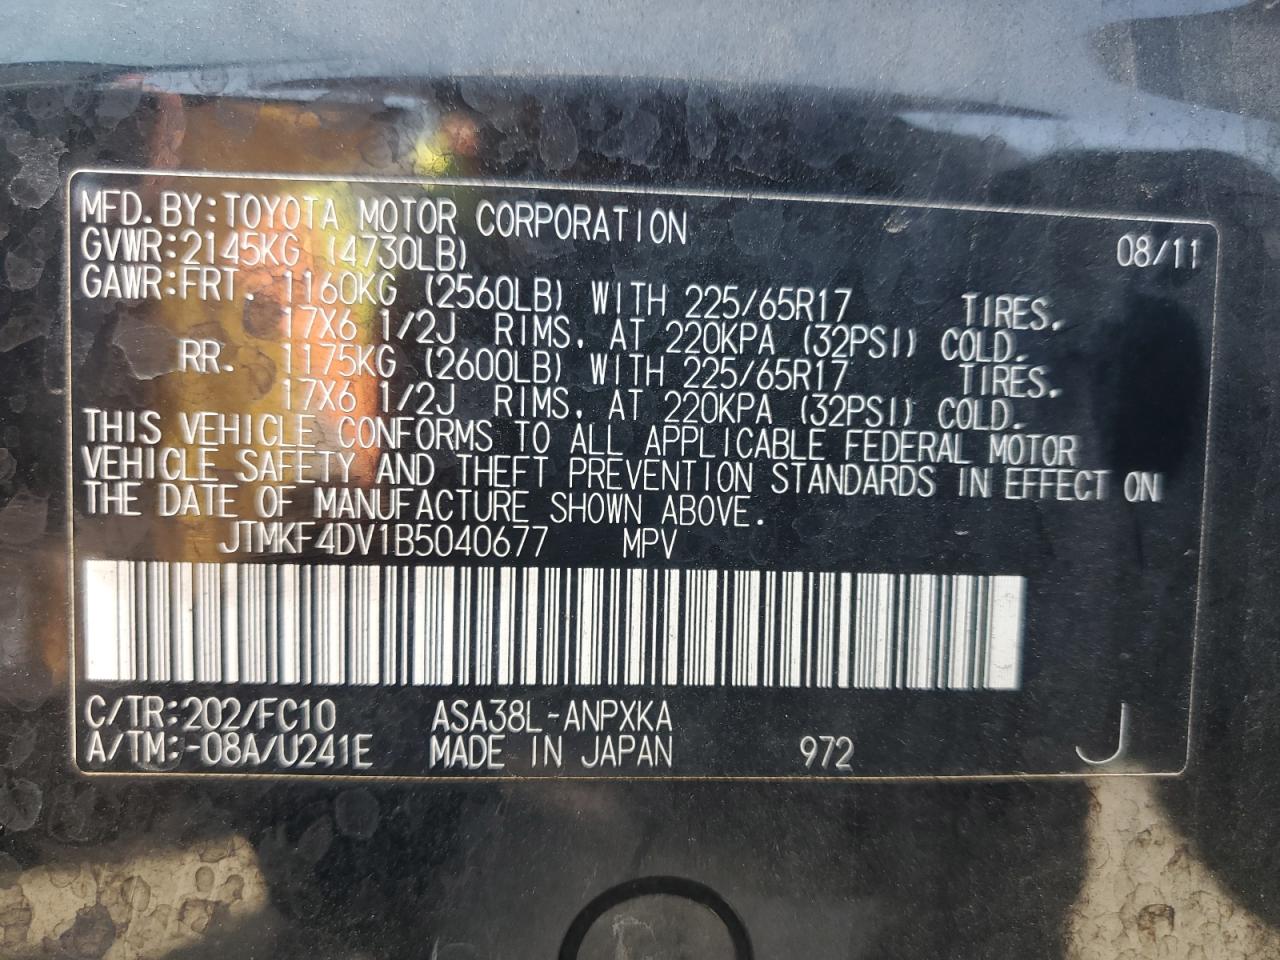 MFD.BY:TOYOTA MOTOR CORPORATION 08/11
GVWR:2145KG (4730LB)
GAWR:FRT. 1160KG (2560LB) WITH 225/65R17 TIRES,
17X6 1/2J RIMS, AT 220KPA (32PSI) COLD.
RR. 1175KG (2600LB) WITH 225/65R17 TIRES,
17X6 1/2J RIMS, AT 220KPA (32PSI) COLD.
THIS VEHICLE CONFORMS TO ALL APPLICABLE FEDERAL MOTOR
VEHICLE SAFETY AND THEFT PREVENTION STANDARDS IN EFFECT ON
THE DATE OF MANUFACTURE SHOWN ABOVE.
JTMKF4DV1B5040677 MPV
C/TR:202/FC10 ASA38L-ANPXKA
A/TM:-08A/U241E MADE IN JAPAN 972 J